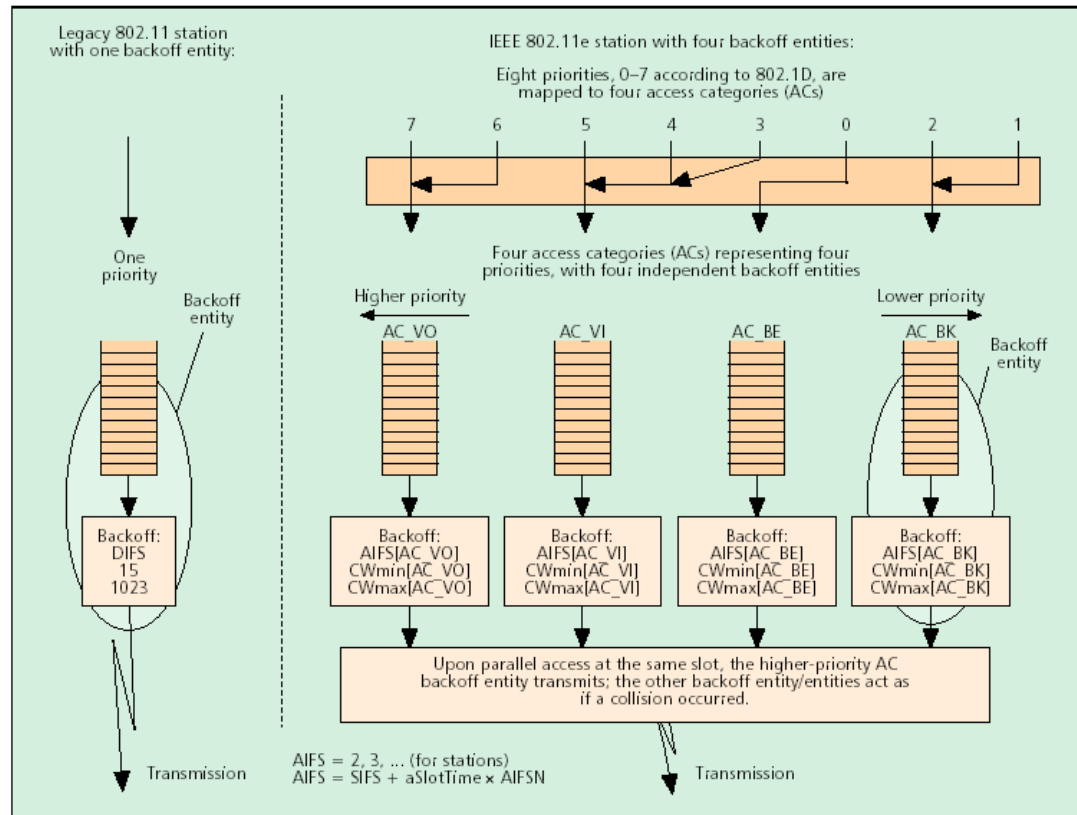 Legacy 802.11 station
with one backoff entity:
IEEE 802.11e station with four backoff entities:
Eight priorities, 0–7 according to 802.1D, are
mapped to four access categories (ACs)
7 6 5 4 3 0 2 1
One
priority
Four access categories (ACs) representing four
priorities, with four independent backoff entities
Backoff
entity
Higher priority
Lower priority
AC_VO AC_VI AC_BE AC_BK
Backoff
entity
Backoff:
DIFS
15
1023
Backoff:
AIFS[AC_VO]
CWmin[AC_VO]
CWmax[AC_VO]
Backoff:
AIFS[AC_VI]
CWmin[AC_VI]
CWmax[AC_VI]
Backoff:
AIFS[AC_BE]
CWmin[AC_BE]
CWmax[AC_BE]
Backoff:
AIFS[AC_BK]
CWmin[AC_BK]
CWmax[AC_BK]
Upon parallel access at the same slot, the higher-priority AC
backoff entity transmits; the other backoff entity/entities act as
if a collision occurred.
Transmission
AIFS = 2, 3, ... (for stations)
AIFS = SIFS + aSlotTime × AIFSN
Transmission